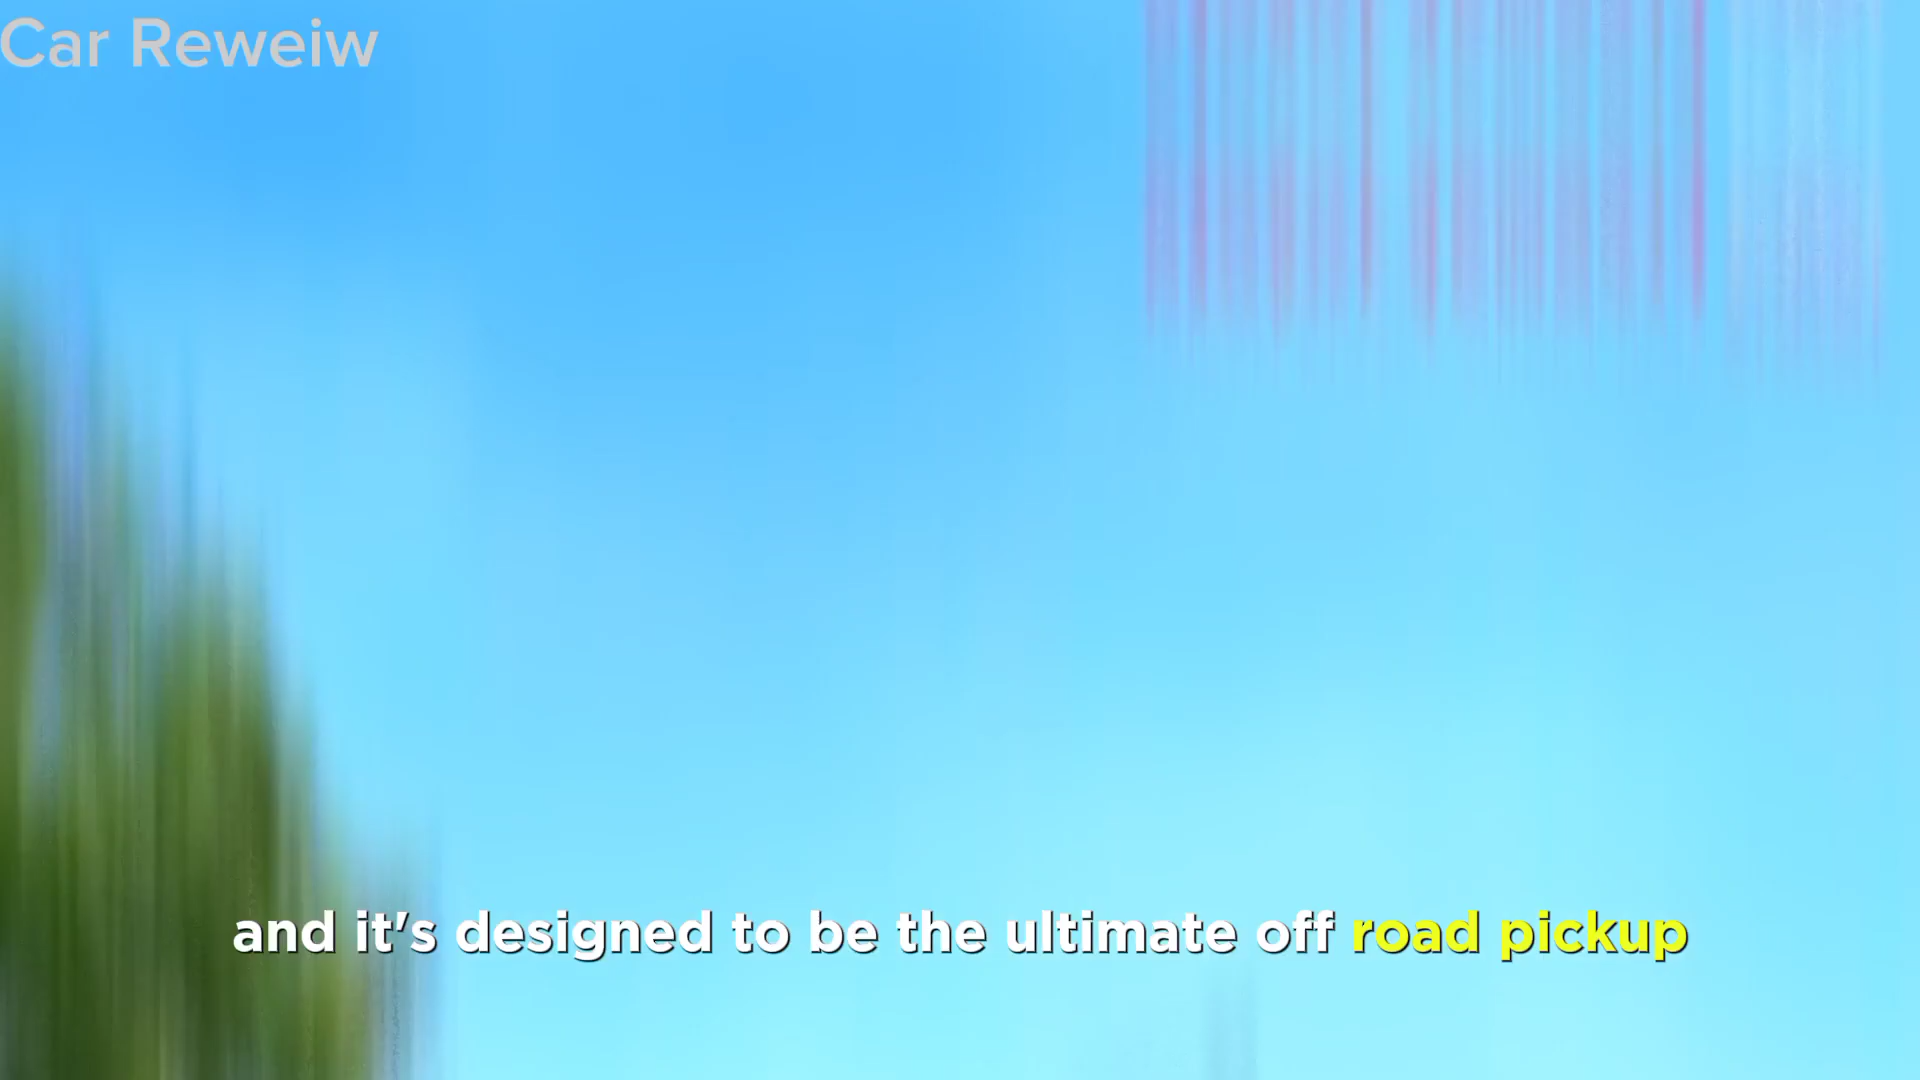 Car Reweiw
and it's designed to be the ultimate off road pickup